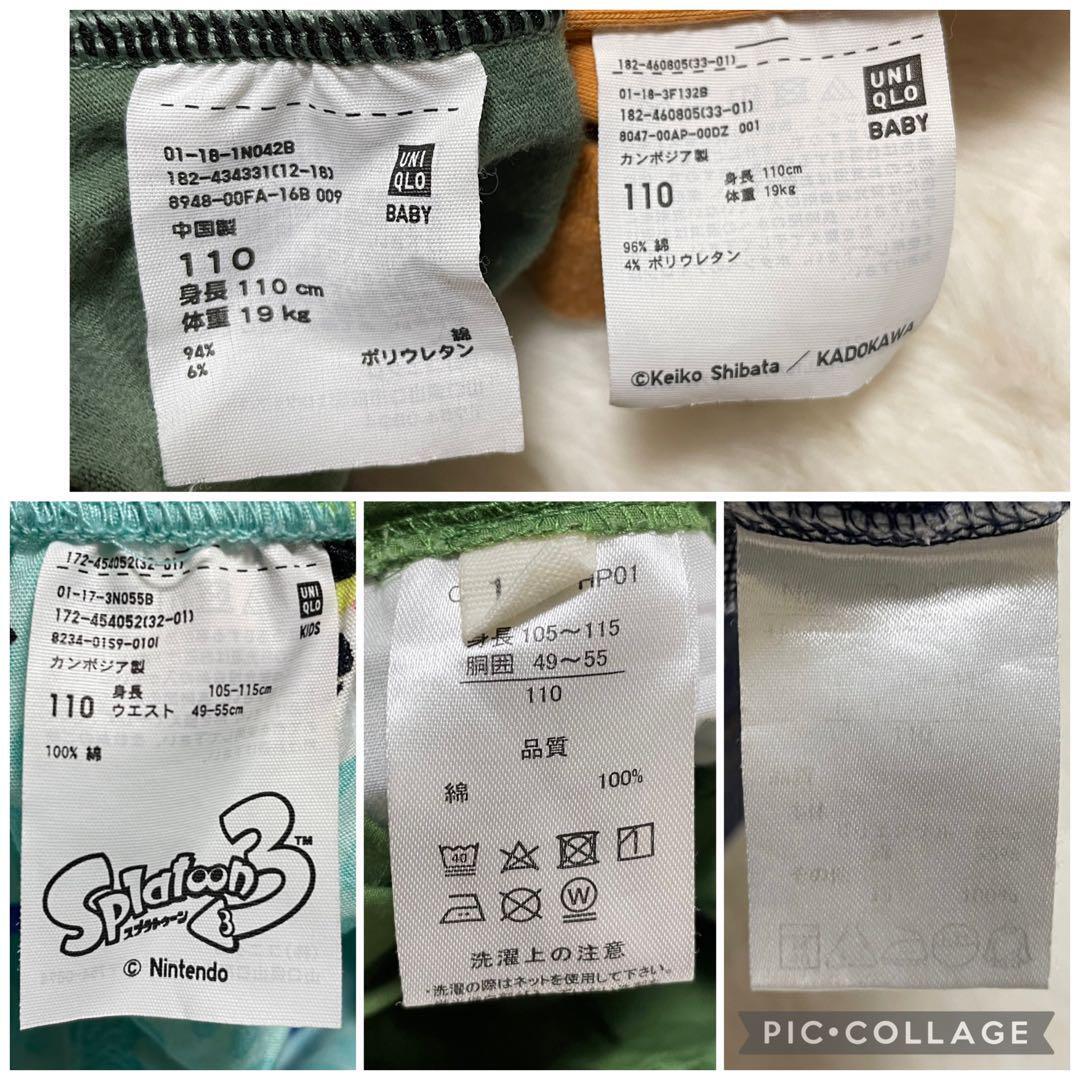 01-18-1N042B
182-434331(12-18)
8948-00FA-16B 009
中国製
110
身長 110 cm
体重 19 kg
94%
6%
綿
ポリウレタン
UNI
QLO
BABY
182-460805(33-01)
01-18-3F132B
182-460805(33-01)
8047-00AP-00DZ 001
カンボジア製
110
身長 110cm
体重 19kg
96% 綿
4% ポリウレタン
UNI
QLO
BABY
©Keiko Shibata / KADOKAWA
172-454052(32-01)
01-17-3N055B
172-454052(32-01)
8234-01S9-0101
カンボジア製
110
身長 105-115cm
ウエスト 49-55cm
100% 綿
UNI
QLO
KIDS
Splatoon 3™
スプラトゥーン
3
© Nintendo
1 HP01
身長 105～115
胴囲 49～55
110
品質
綿 100%
40
1
W
洗濯上の注意
・洗濯の際はネットを使用して下さい。
PIC•COLLAGE